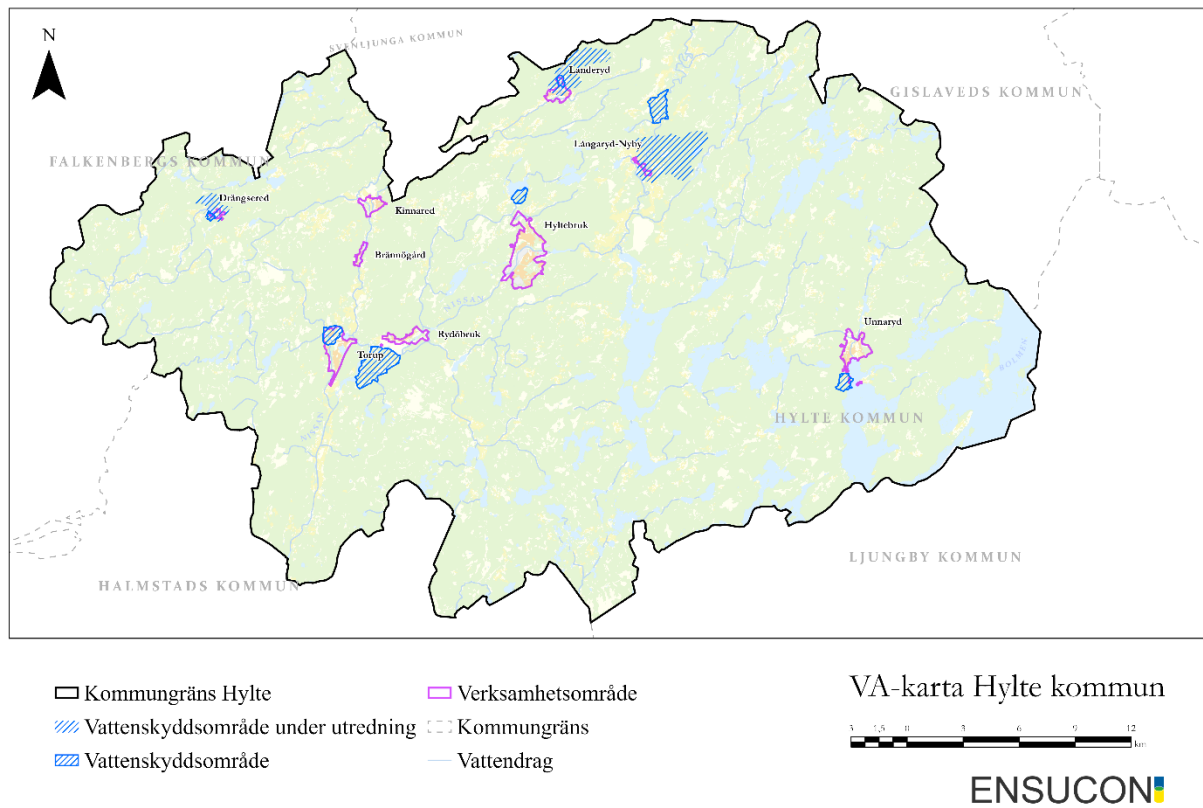 N
SVENLJUNGA KOMMUN
GISLAVEDS KOMMUN
FALKENBERGS KOMMUN
Landeryd
Långaryd-Nyby
Drängsered
Kinnared
Hyltebruk
Brännögård
NISSAN
Rydöbruk
Torup
Unnaryd
BOLMEN
NISSAN
HYLTE KOMMUN
LJUNGBY KOMMUN
HALMSTADS KOMMUN
Kommungräns Hylte
Vattenskyddsområde under utredning
Vattenskyddsområde
Verksamhetsområde
Kommungräns
Vattendrag
VA-karta Hylte kommun
3 1,5 0 3 6 9 12
km
ENSUCON